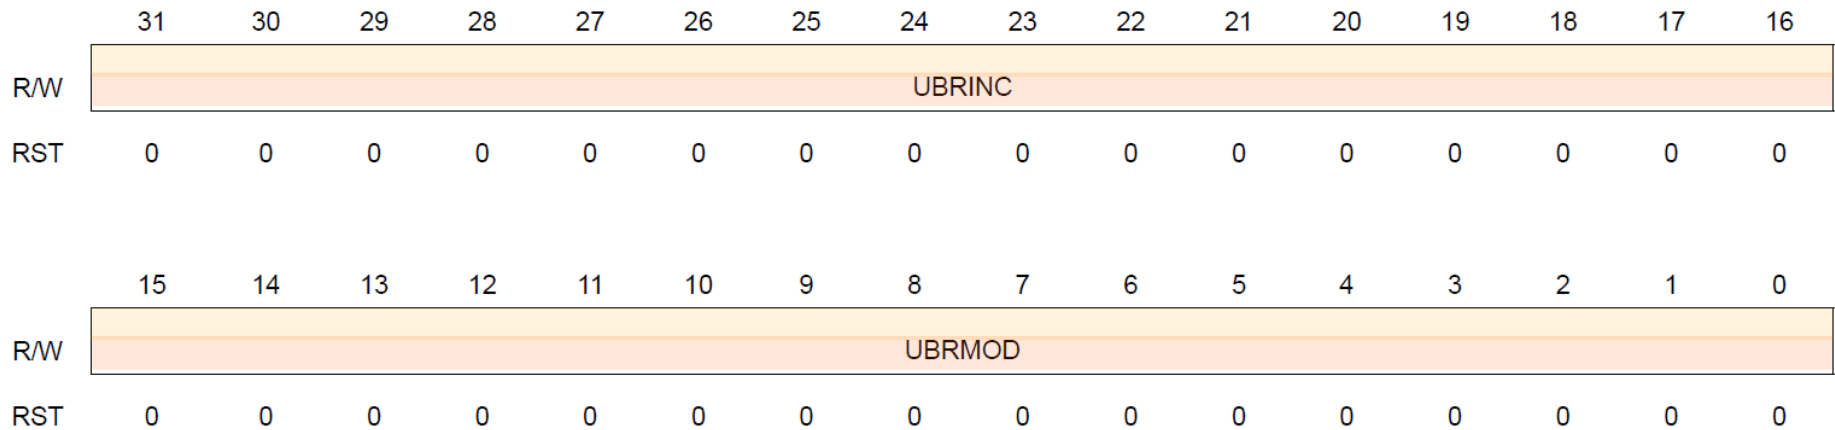 31 30 29 28 27 26 25 24 23 22 21 20 19 18 17 16
R/W UBRINC
RST 0 0 0 0 0 0 0 0 0 0 0 0 0 0 0 0
15 14 13 12 11 10 9 8 7 6 5 4 3 2 1 0
R/W UBRMOD
RST 0 0 0 0 0 0 0 0 0 0 0 0 0 0 0 0